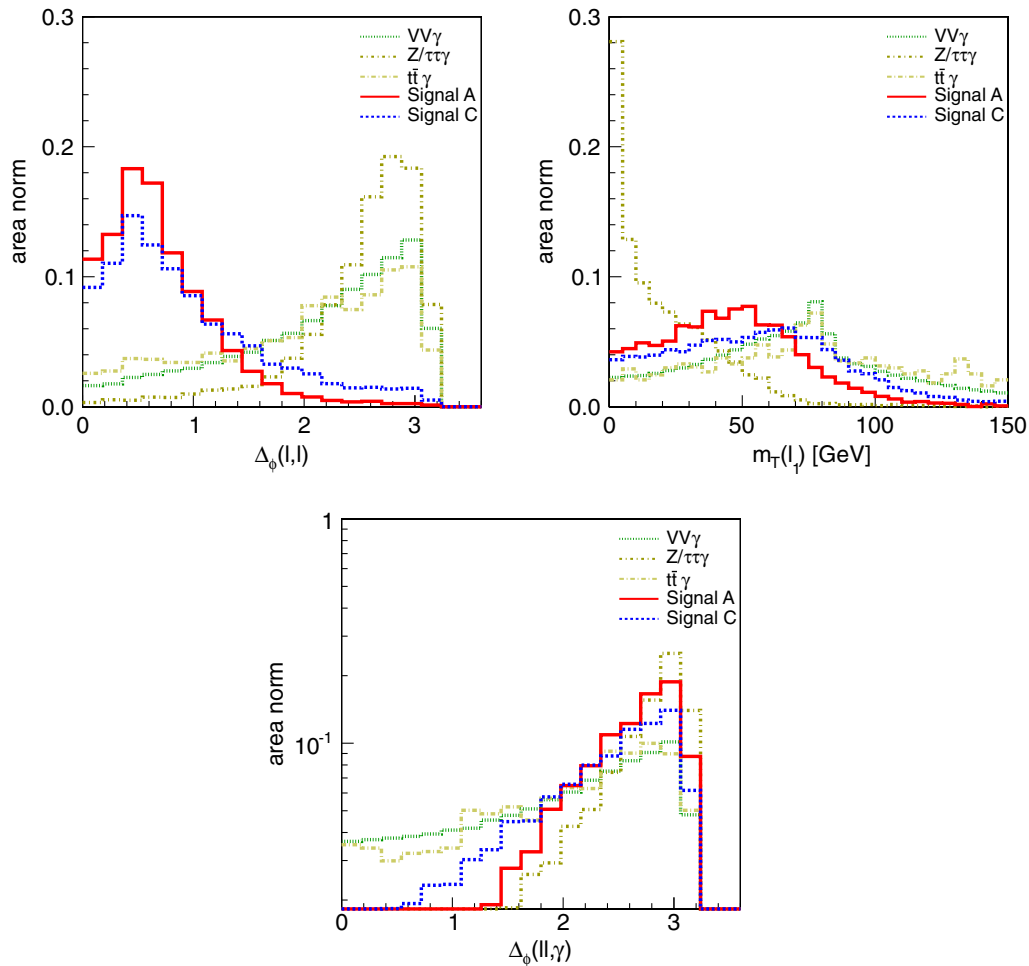 0.3
VVγ
Z/ττγ
tt̄ γ
Signal A
Signal C
0.2
0.1
0.0
0 1 2 3
area norm
Δϕ(l,l)
0.3
VVγ
Z/ττγ
tt̄ γ
Signal A
Signal C
0.2
0.1
0.0
0 50 100 150
area norm
m_T(l_1) [GeV]
1
VVγ
Z/ττγ
tt̄ γ
Signal A
Signal C
10⁻¹
0 1 2 3
area norm
Δϕ(ll,γ)